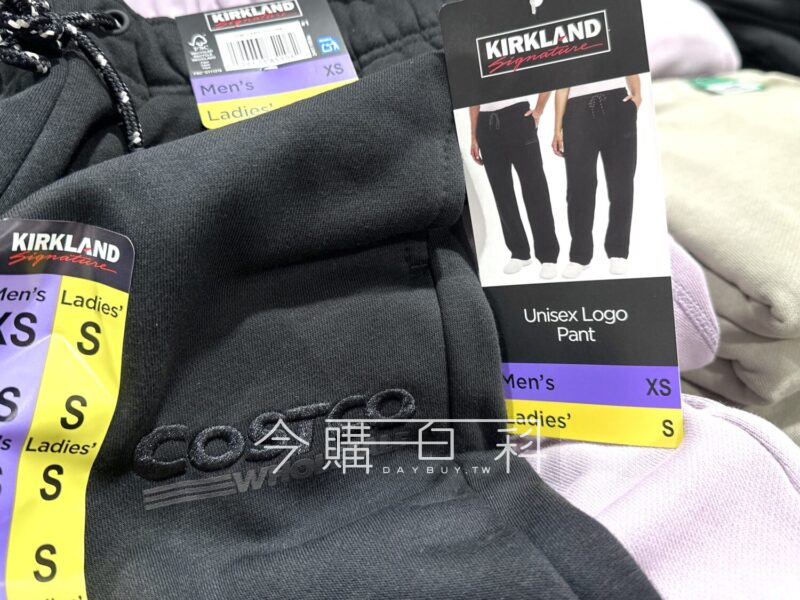 KIRKLAND
Signature
FSC
Men's XS
Ladies'
KIRKLAND
Signature
Unisex Logo
Pant
Men's XS
Ladies' S
KIRKLAND
Signature
Men's Ladies'
XS S
S S
Ladies'
S
S
COSTCO
今購百科
DAYBUY.TW